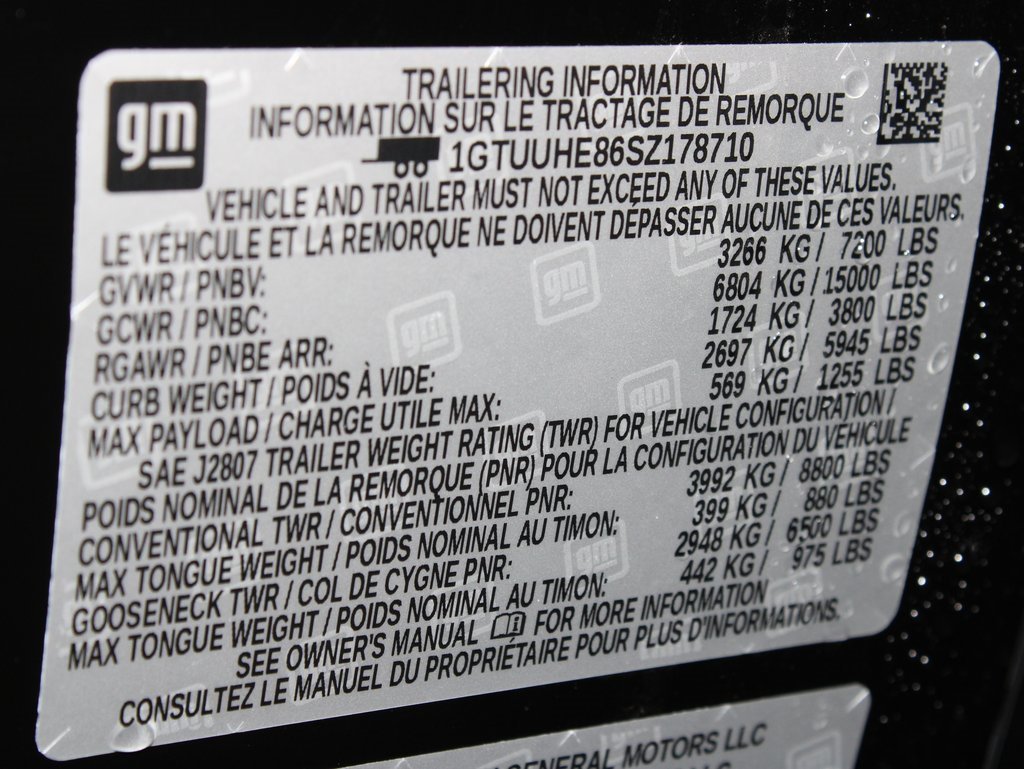 gm
TRAILERING INFORMATION
INFORMATION SUR LE TRACTAGE DE REMORQUE
1GTUUHE86SZ178710
VEHICLE AND TRAILER MUST NOT EXCEED ANY OF THESE VALUES.
LE VÉHICULE ET LA REMORQUE NE DOIVENT DÉPASSER AUCUNE DE CES VALEURS.
GVWR / PNBV: 3266 KG / 7200 LBS
GCWR / PNBC: 6804 KG / 15000 LBS
RGAWR / PNBE ARR: 1724 KG / 3800 LBS
CURB WEIGHT / POIDS À VIDE: 2697 KG / 5945 LBS
MAX PAYLOAD / CHARGE UTILE MAX: 569 KG / 1255 LBS
SAE J2807 TRAILER WEIGHT RATING (TWR) FOR VEHICLE CONFIGURATION /
POIDS NOMINAL DE LA REMORQUE (PNR) POUR LA CONFIGURATION DU VÉHICULE
CONVENTIONAL TWR / CONVENTIONNEL PNR: 3992 KG / 8800 LBS
MAX TONGUE WEIGHT / POIDS NOMINAL AU TIMON: 399 KG / 880 LBS
GOOSENECK TWR / COL DE CYGNE PNR: 2948 KG / 6500 LBS
MAX TONGUE WEIGHT / POIDS NOMINAL AU TIMON: 442 KG / 975 LBS
SEE OWNER'S MANUAL FOR MORE INFORMATION
CONSULTEZ LE MANUEL DU PROPRIÉTAIRE POUR PLUS D'INFORMATIONS.
GENERAL MOTORS LLC